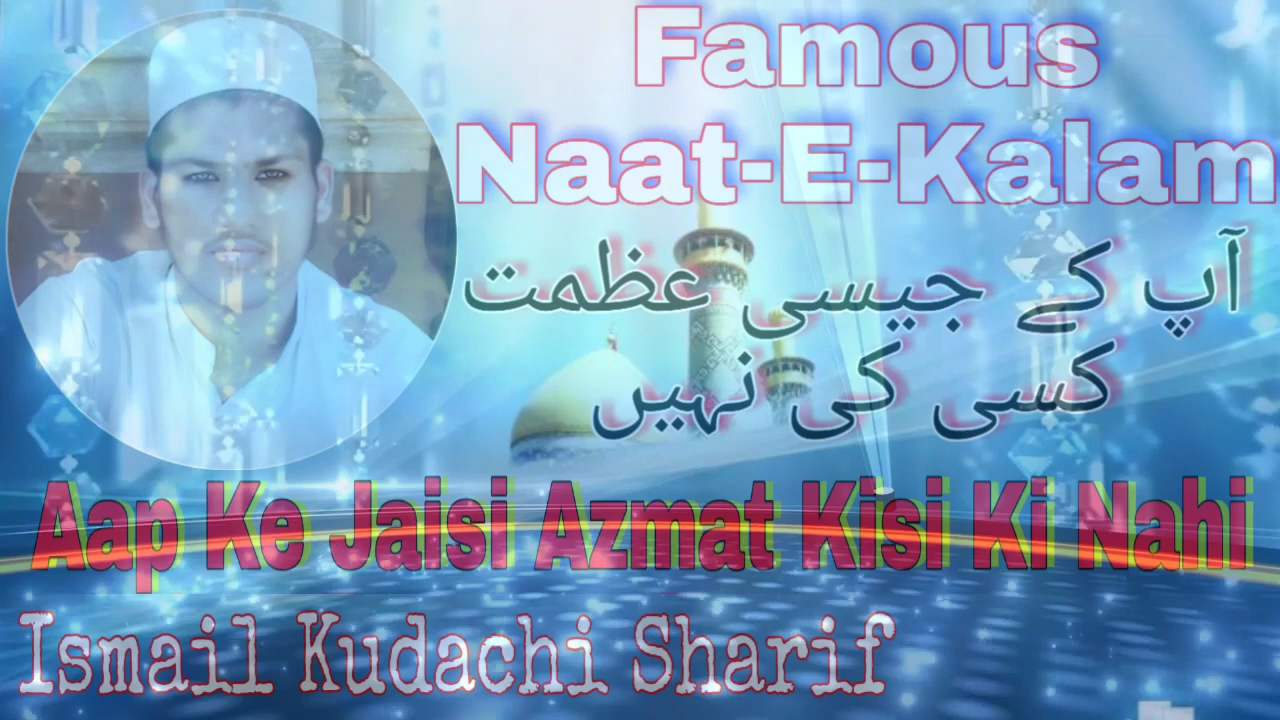 Famous
Naat-E-Kalam
آپ کے جیسی عظمت
کسی کی نہیں
Aap Ke Jaisi Azmat Kisi Ki Nahi
Ismail Kudachi Sharif